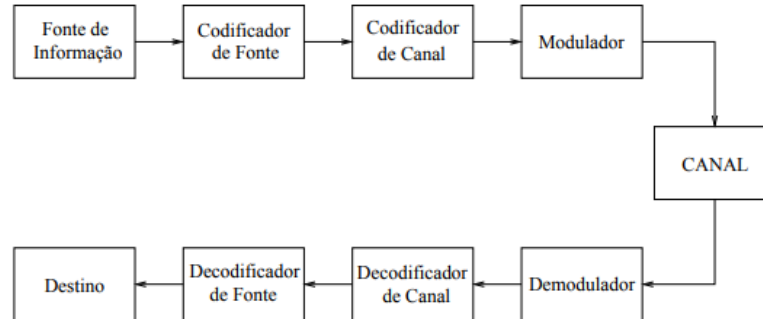 Fonte de
Informação
Codificador
de Fonte
Codificador
de Canal
Modulador
CANAL
Destino
Decodificador
de Fonte
Decodificador
de Canal
Demodulador